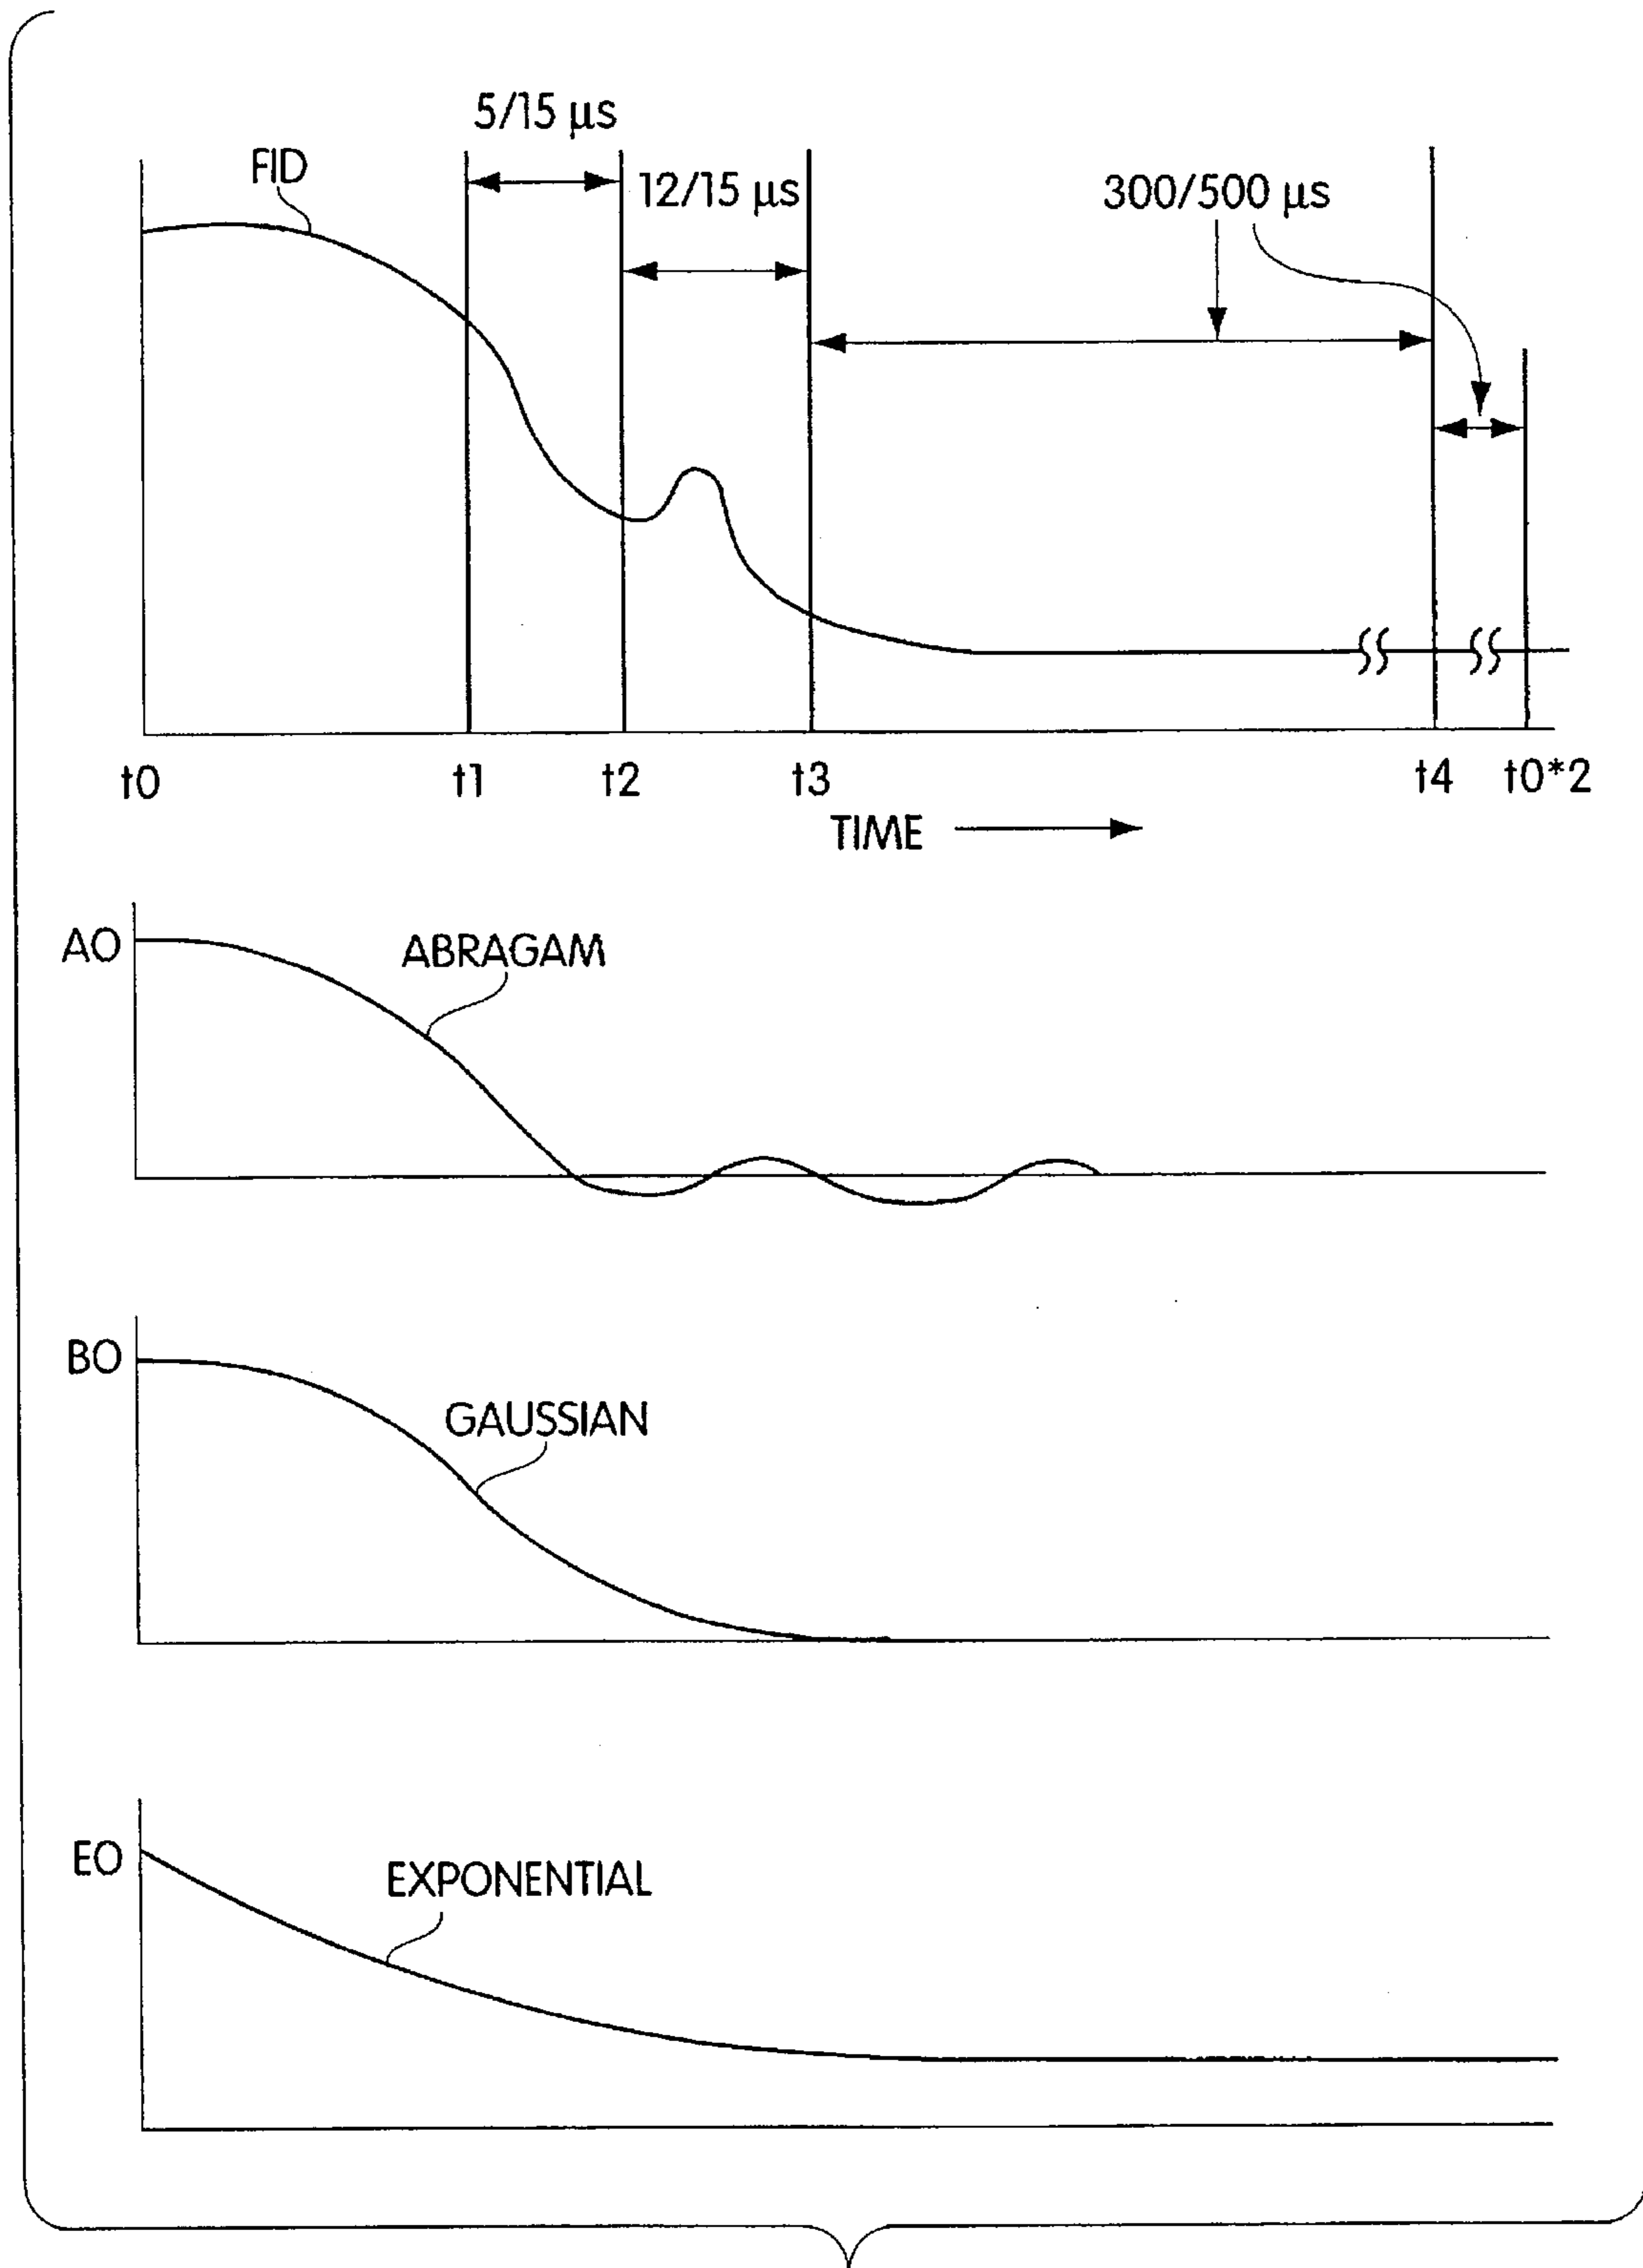 5/15 µs
FID
12/15 µs
300/500 µs
t0 t1 t2 t3 t4 t0*2
TIME
AO
ABRAGAM
BO
GAUSSIAN
EO
EXPONENTIAL